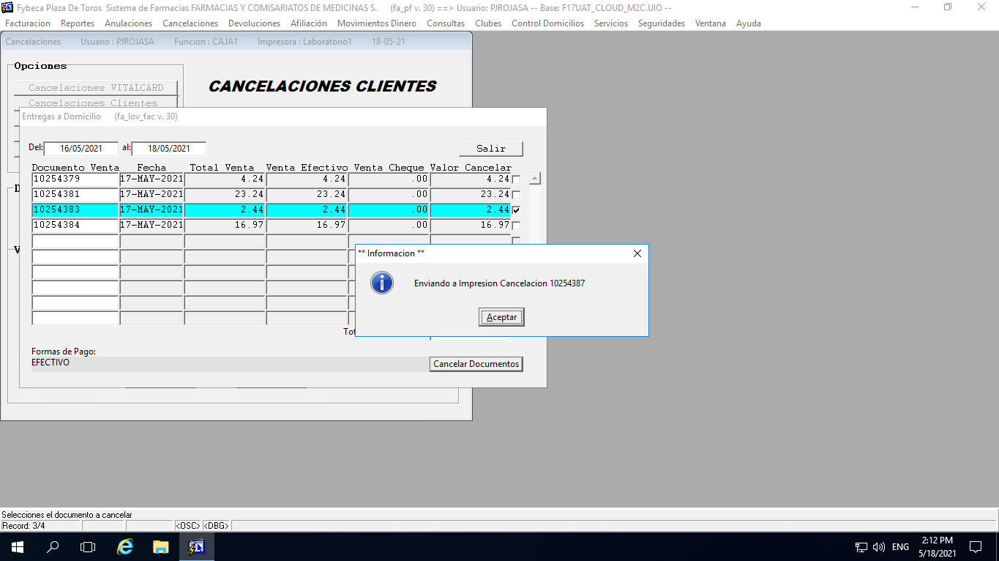 Fybeca Plaza De Toros Sistema de Farmacias FARMACIAS Y COMISARIATOS DE MEDICINAS S. (fa_pf v. 30) ==> Usuario: PJROJASA -- Base: F17UAT_CLOUD_M2C.UIO --
Facturacion Reportes Anulaciones Cancelaciones Devoluciones Afiliación Movimientos Dinero Consultas Clubes Control Domicilios Servicios Seguridades Ventana Ayuda
Cancelaciones Usuario : PJROJASA Funcion : CAJA1 Impresora : Laboratorio1 18-05-21
Opciones
CANCELACIONES CLIENTES
Cancelaciones VITALCARD
Cancelaciones Clientes
Entregas a Domicilio (fa_lov_fac v. 30)
Del: 16/05/2021 al: 18/05/2021 Salir
Documento Venta Fecha Total Venta Venta Efectivo Venta Cheque Valor Cancelar
10254379 17-MAY-2021 4.24 4.24 .00 4.24
10254381 17-MAY-2021 23.24 23.24 .00 23.24
10254383 17-MAY-2021 2.44 2.44 .00 2.44
10254384 17-MAY-2021 16.97 16.97 .00 16.97
** Informacion **
Enviando a Impresion Cancelacion 10254387
Aceptar
Formas de Pago:
EFECTIVO
Cancelar Documentos
Selecciones el documento a cancelar
Record: 3/4 <OSC> <DBG>
ENG
2:12 PM
5/18/2021